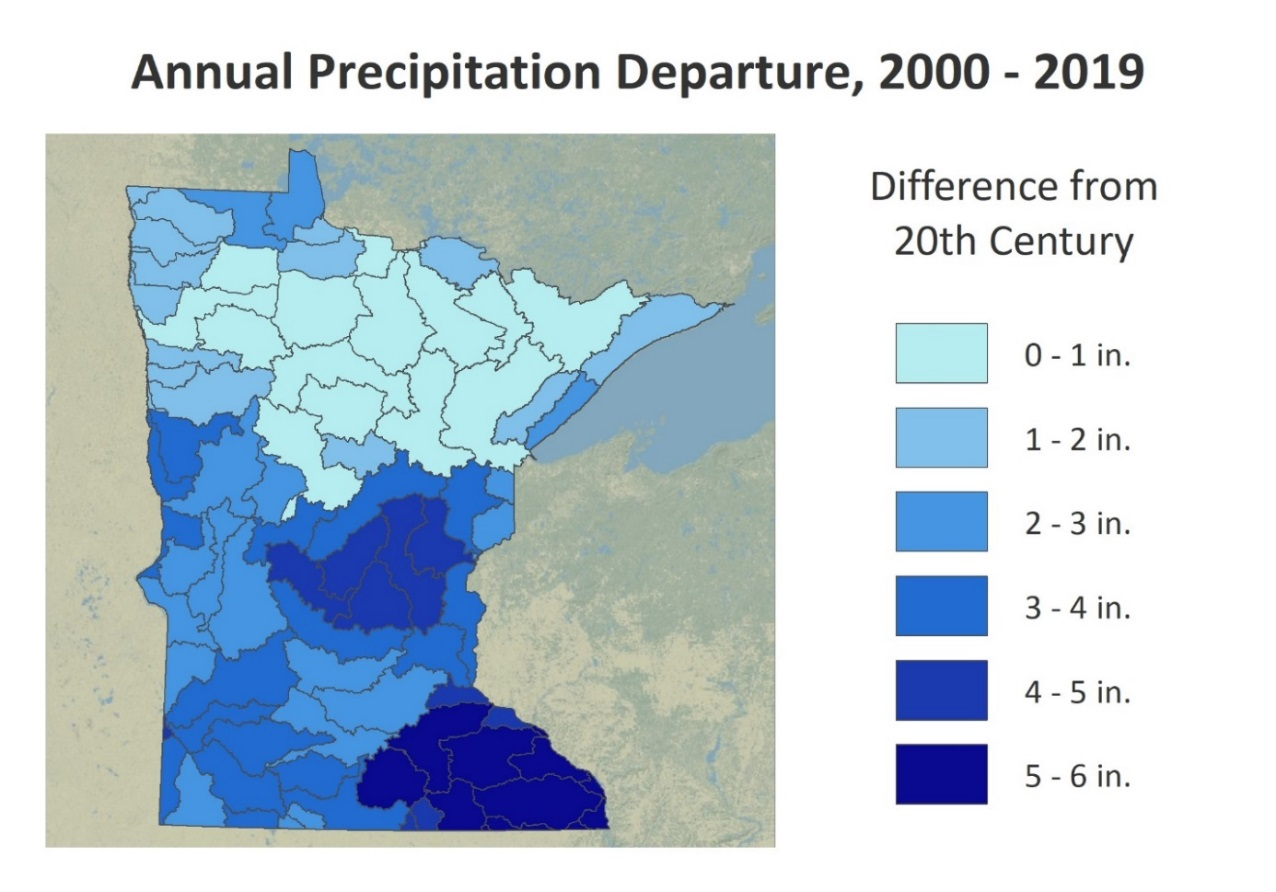 Annual Precipitation Departure, 2000 - 2019
Difference from
20th Century
0 - 1 in.
1 - 2 in.
2 - 3 in.
3 - 4 in.
4 - 5 in.
5 - 6 in.